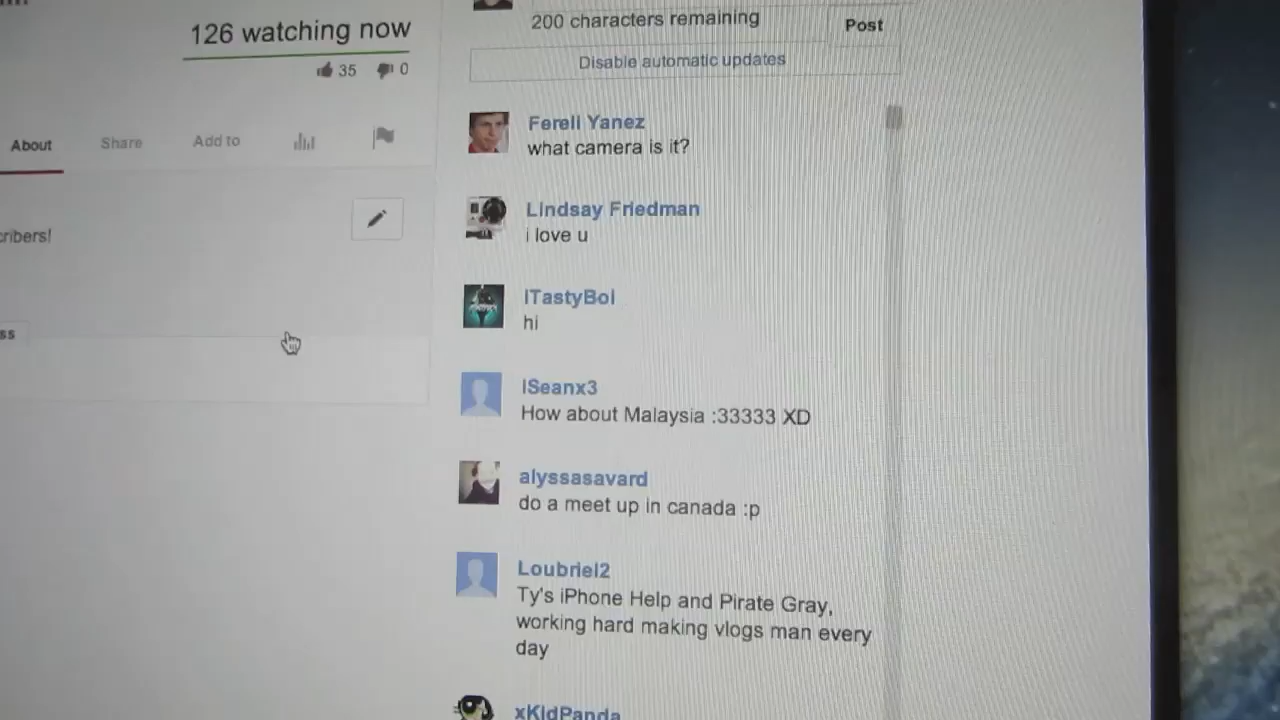 126 watching now
35 0
About Share Add to
cribers!
ss
200 characters remaining
Post
Disable automatic updates
Ferell Yanez
what camera is it?
Lindsay Friedman
i love u
ITastyBoI
hi
ISeanx3
How about Malaysia :33333 XD
alyssasavard
do a meet up in canada :p
Loubriel2
Ty's iPhone Help and Pirate Gray,
working hard making vlogs man every
day
xKidPanda